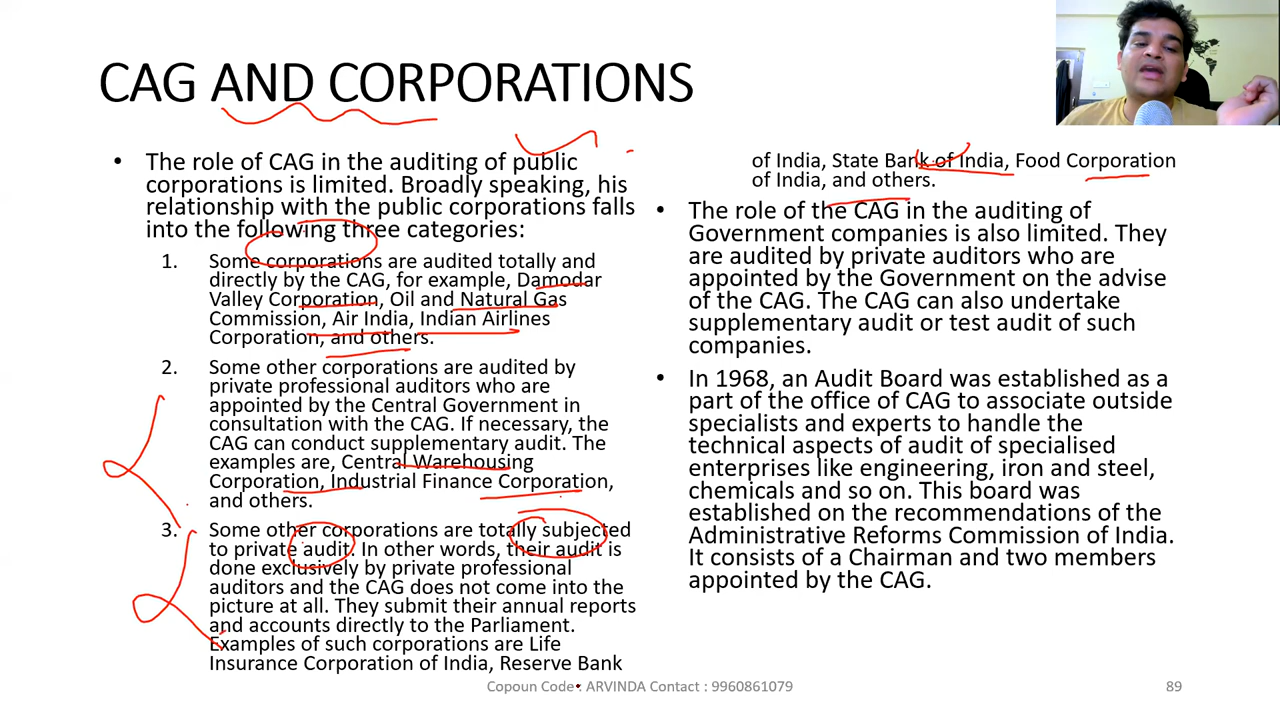 CAG AND CORPORATIONS
• The role of CAG in the auditing of public
corporations is limited. Broadly speaking, his
relationship with the public corporations falls
into the following three categories:
1. Some corporations are audited totally and
directly by the CAG, for example, Damodar
Valley Corporation, Oil and Natural Gas
Commission, Air India, Indian Airlines
Corporation, and others.
2. Some other corporations are audited by
private professional auditors who are
appointed by the Central Government in
consultation with the CAG. If necessary, the
CAG can conduct supplementary audit. The
examples are, Central Warehousing
Corporation, Industrial Finance Corporation,
and others.
3. Some other corporations are totally subjected
to private audit. In other words, their audit is
done exclusively by private professional
auditors and the CAG does not come into the
picture at all. They submit their annual reports
and accounts directly to the Parliament.
Examples of such corporations are Life
Insurance Corporation of India, Reserve Bank
of India, State Bank of India, Food Corporation
of India, and others.
• The role of the CAG in the auditing of
Government companies is also limited. They
are audited by private auditors who are
appointed by the Government on the advise
of the CAG. The CAG can also undertake
supplementary audit or test audit of such
companies.
• In 1968, an Audit Board was established as a
part of the office of CAG to associate outside
specialists and experts to handle the
technical aspects of audit of specialised
enterprises like engineering, iron and steel,
chemicals and so on. This board was
established on the recommendations of the
Administrative Reforms Commission of India.
It consists of a Chairman and two members
appointed by the CAG.
Copoun Code : ARVINDA Contact : 9960861079
89